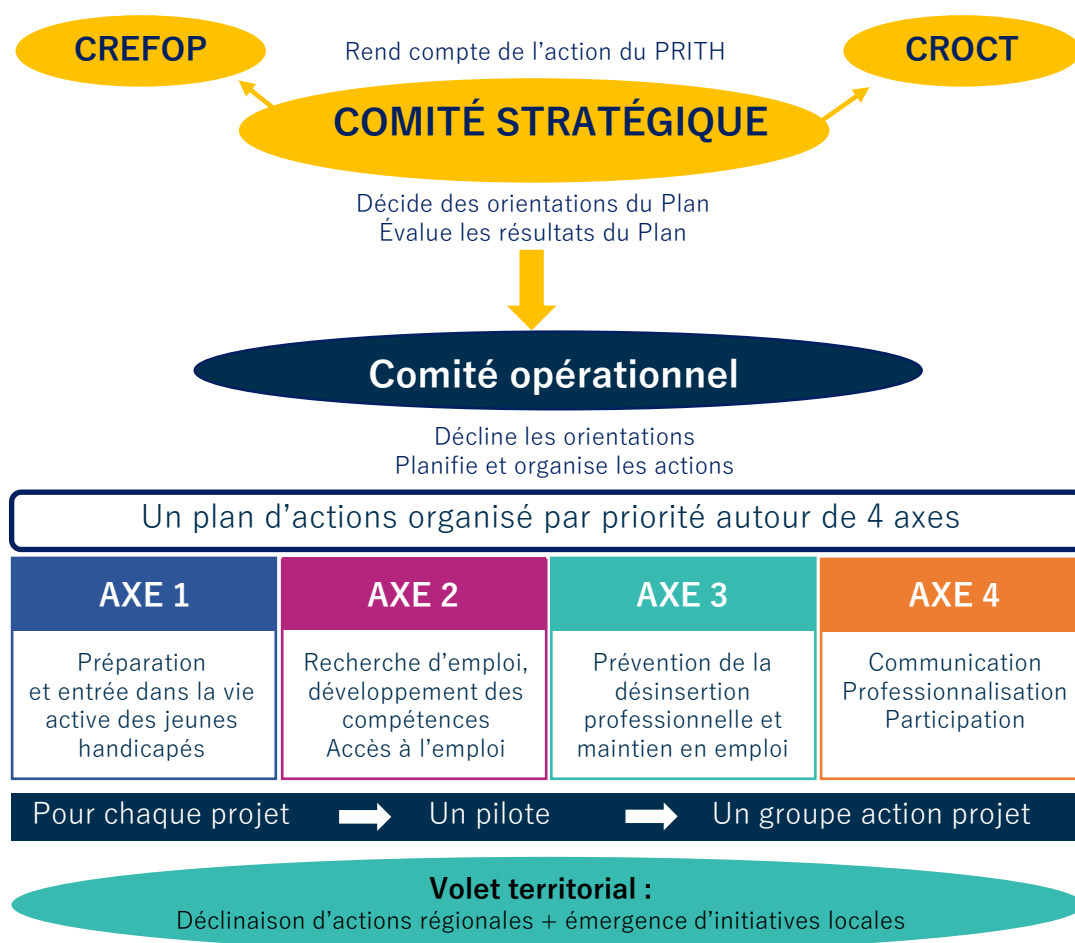 CREFOP
Rend compte de l'action du PRITH
CROCT
COMITÉ STRATÉGIQUE
Décide des orientations du Plan
Évalue les résultats du Plan
Comité opérationnel
Décline les orientations
Planifie et organise les actions
Un plan d'actions organisé par priorité autour de 4 axes
AXE 1
Préparation
et entrée dans la vie
active des jeunes
handicapés
AXE 2
Recherche d'emploi,
développement des
compétences
Accès à l'emploi
AXE 3
Prévention de la
désinsertion
professionnelle et
maintien en emploi
AXE 4
Communication
Professionnalisation
Participation
Pour chaque projet
Un pilote
Un groupe action projet
Volet territorial :
Déclinaison d'actions régionales + émergence d'initiatives locales